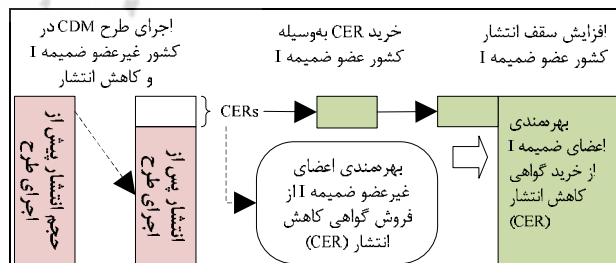 اجرای طرح CDM در
کشور غیرعضو ضمیمه I
و کاهش انتشار
خرید CER به‌وسیله
کشور عضو ضمیمه I
افزایش سقف انتشار
کشور عضو ضمیمه I
حجم انتشار پیش از
اجرای طرح
انتشار پس از
اجرای طرح
CERs
بهره‌مندی اعضای
غیرعضو ضمیمه I از
فروش گواهی کاهش
انتشار (CER)
بهره‌مندی
اعضای ضمیمه I
از خرید گواهی
کاهش انتشار
(CER)